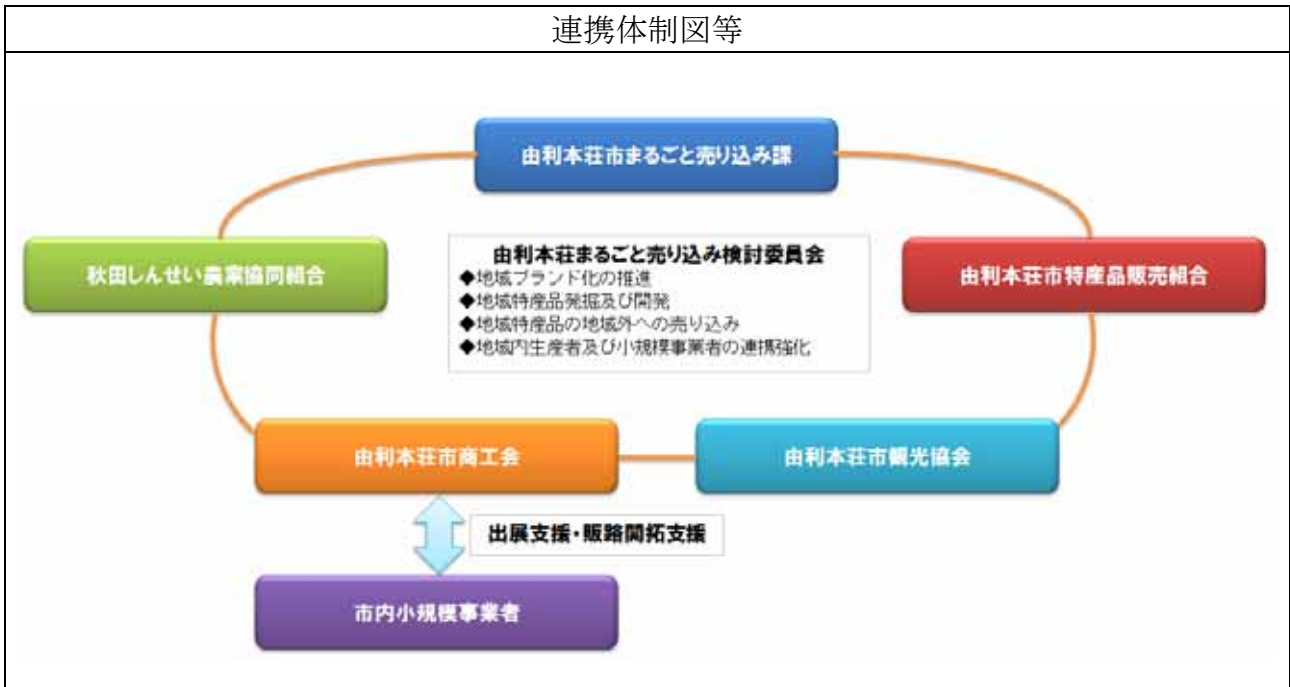 連携体制図等
由利本荘市まるごと売り込み課
秋田しんせい農業協同組合
由利本荘まるごと売り込み検討委員会
◆地域ブランド化の推進
◆地域特産品発掘及び開発
◆地域特産品の地域外への売り込み
◆地域内生産者及び小規模事業者の連携強化
由利本荘市特産品販売組合
由利本荘市商工会
由利本荘市観光協会
出展支援・販路開拓支援
市内小規模事業者